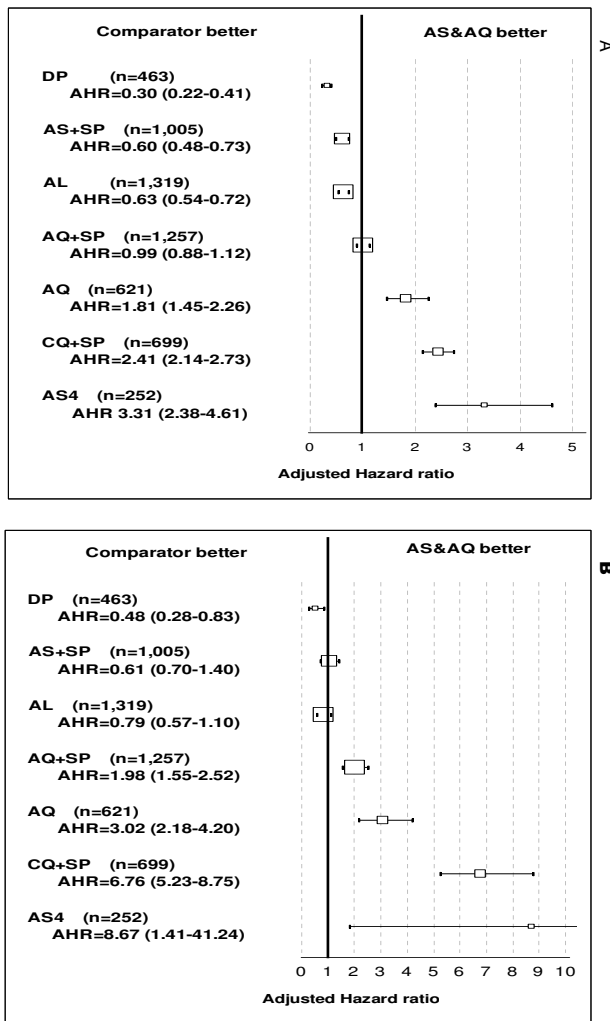 A
Comparator better AS&AQ better
DP (n=463)
AHR=0.30 (0.22-0.41)
AS+SP (n=1,005)
AHR=0.60 (0.48-0.73)
AL (n=1,319)
AHR=0.63 (0.54-0.72)
AQ+SP (n=1,257)
AHR=0.99 (0.88-1.12)
AQ (n=621)
AHR=1.81 (1.45-2.26)
CQ+SP (n=699)
AHR=2.41 (2.14-2.73)
AS4 (n=252)
AHR 3.31 (2.38-4.61)
0 1 2 3 4 5
Adjusted Hazard ratio
B
Comparator better AS&AQ better
DP (n=463)
AHR=0.48 (0.28-0.83)
AS+SP (n=1,005)
AHR=0.61 (0.70-1.40)
AL (n=1,319)
AHR=0.79 (0.57-1.10)
AQ+SP (n=1,257)
AHR=1.98 (1.55-2.52)
AQ (n=621)
AHR=3.02 (2.18-4.20)
CQ+SP (n=699)
AHR=6.76 (5.23-8.75)
AS4 (n=252)
AHR=8.67 (1.41-41.24)
0 1 2 3 4 5 6 7 8 9 10
Adjusted Hazard ratio